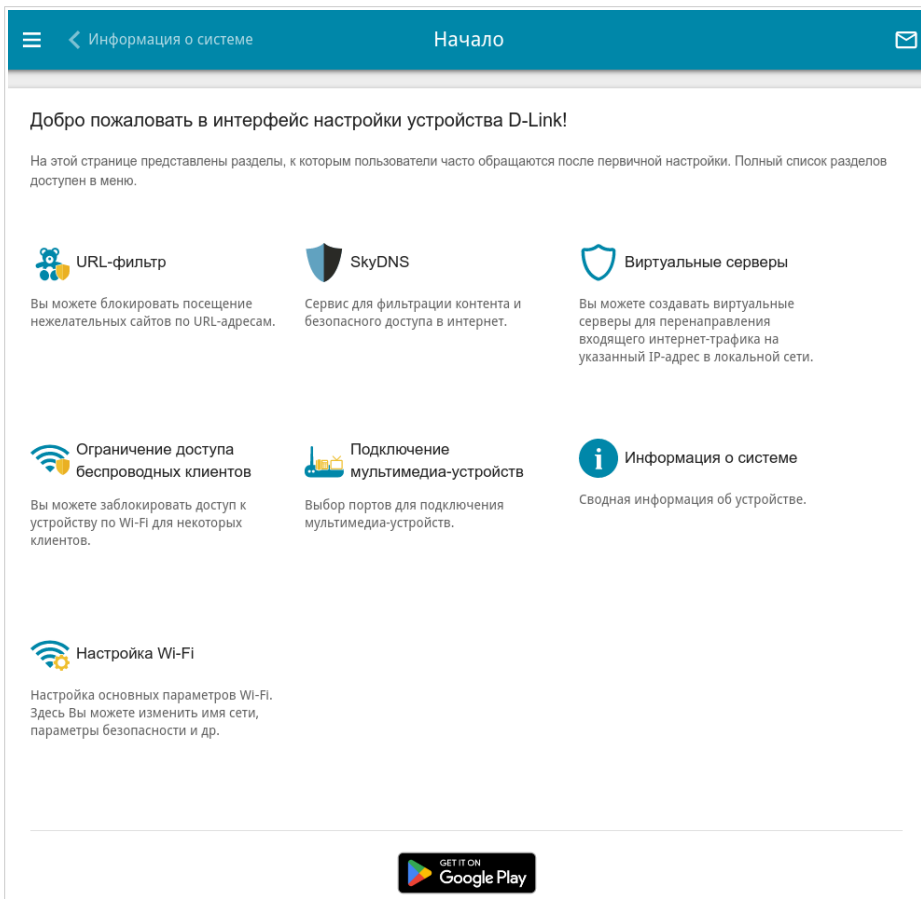 Информация о системе
Начало
Добро пожаловать в интерфейс настройки устройства D-Link!
На этой странице представлены разделы, к которым пользователи часто обращаются после первичной настройки. Полный список разделов
доступен в меню.
URL-фильтр
Вы можете блокировать посещение
нежелательных сайтов по URL-адресам.
SkyDNS
Сервис для фильтрации контента и
безопасного доступа в интернет.
Виртуальные серверы
Вы можете создавать виртуальные
серверы для перенаправления
входящего интернет-трафика на
указанный IP-адрес в локальной сети.
Ограничение доступа
беспроводных клиентов
Вы можете заблокировать доступ к
устройству по Wi-Fi для некоторых
клиентов.
Подключение
мультимедиа-устройств
Выбор портов для подключения
мультимедиа-устройств.
Информация о системе
Сводная информация об устройстве.
Настройка Wi-Fi
Настройка основных параметров Wi-Fi.
Здесь Вы можете изменить имя сети,
параметры безопасности и др.
GET IT ON
Google Play